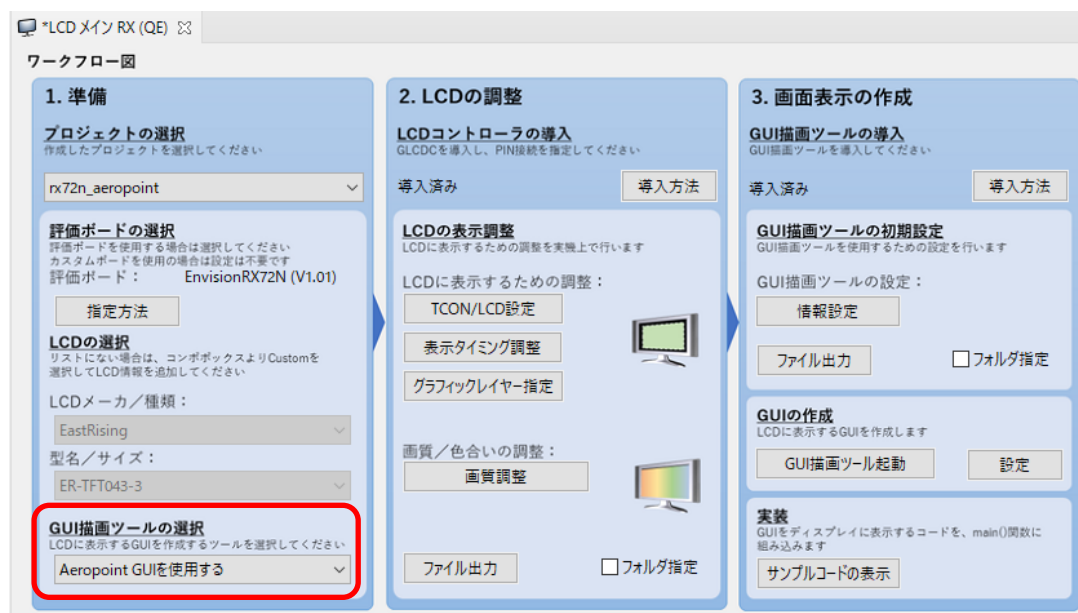 *LCD メイン RX (QE)
ワークフロー図
1. 準備
プロジェクトの選択
作成したプロジェクトを選択してください
rx72n_aeropoint
評価ボードの選択
評価ボードを使用する場合は選択してください
カスタムボードを使用の場合は設定は不要です
評価ボード： EnvisionRX72N (V1.01)
指定方法
LCDの選択
リストにない場合は、コンボボックスよりCustomを
選択してLCD情報を追加してください
LCDメーカ／種類：
EastRising
型名／サイズ：
ER-TFT043-3
GUI描画ツールの選択
LCDに表示するGUIを作成するツールを選択してください
Aeropoint GUIを使用する
2. LCDの調整
LCDコントローラの導入
GLCDCを導入し、PIN接続を指定してください
導入済み
導入方法
LCDの表示調整
LCDに表示するための調整を実機上で行います
LCDに表示するための調整：
TCON/LCD設定
表示タイミング調整
グラフィックレイヤー指定
画質／色合いの調整：
画質調整
ファイル出力
フォルダ指定
3. 画面表示の作成
GUI描画ツールの導入
GUI描画ツールを導入してください
導入済み
導入方法
GUI描画ツールの初期設定
GUI描画ツールを使用するための設定を行います
GUI描画ツールの設定：
情報設定
ファイル出力
フォルダ指定
GUIの作成
LCDに表示するGUIを作成します
GUI描画ツール起動
設定
実装
GUIをディスプレイに表示するコードを、main()関数に
組み込みます
サンプルコードの表示